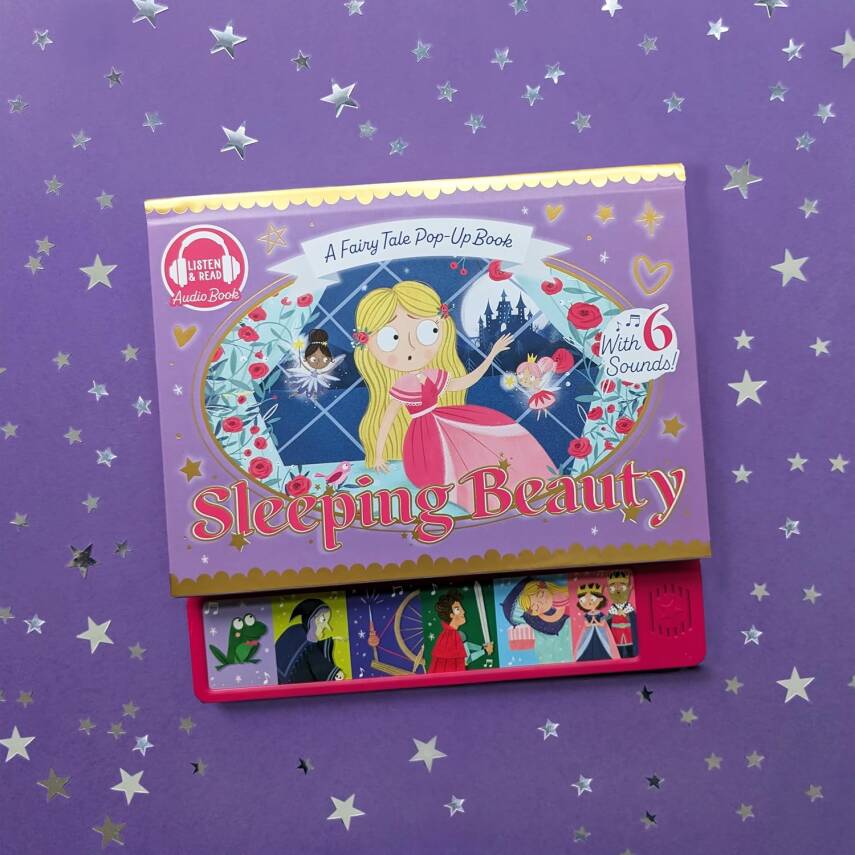 A Fairy Tale Pop-Up Book
LISTEN
& READ
Audio Book
With 6
Sounds!
Sleeping Beauty